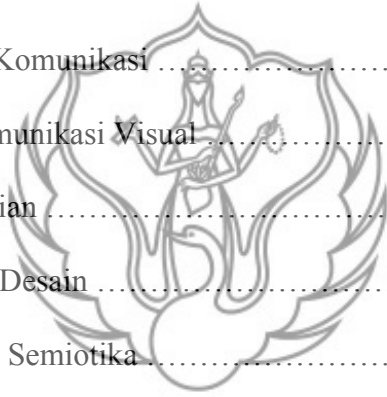 Komunikasi ........................
munikasi Visual ........................
ian ........................
Desain ........................
Semiotika ........................